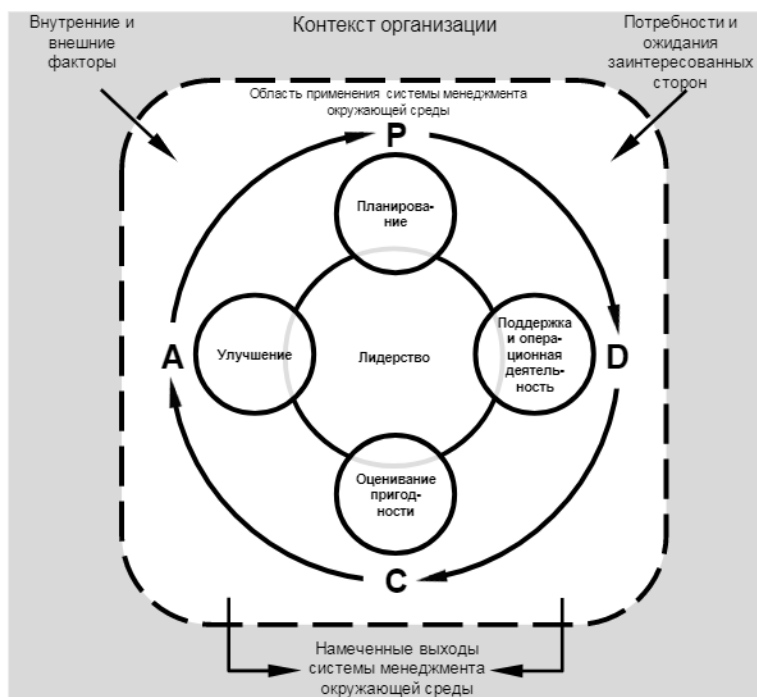 Внутренние и
внешние
факторы
Контекст организации
Потребности и
ожидания
заинтересованных
сторон
Область применения системы менеджмента
окружающей среды
P
Планирова-
ние
A
Улучшение
Лидерство
Поддержка
и опера-
ционная
деятель-
ность
D
Оценивание
пригод-
ности
C
Намеченные выходы
системы менеджмента
окружающей среды